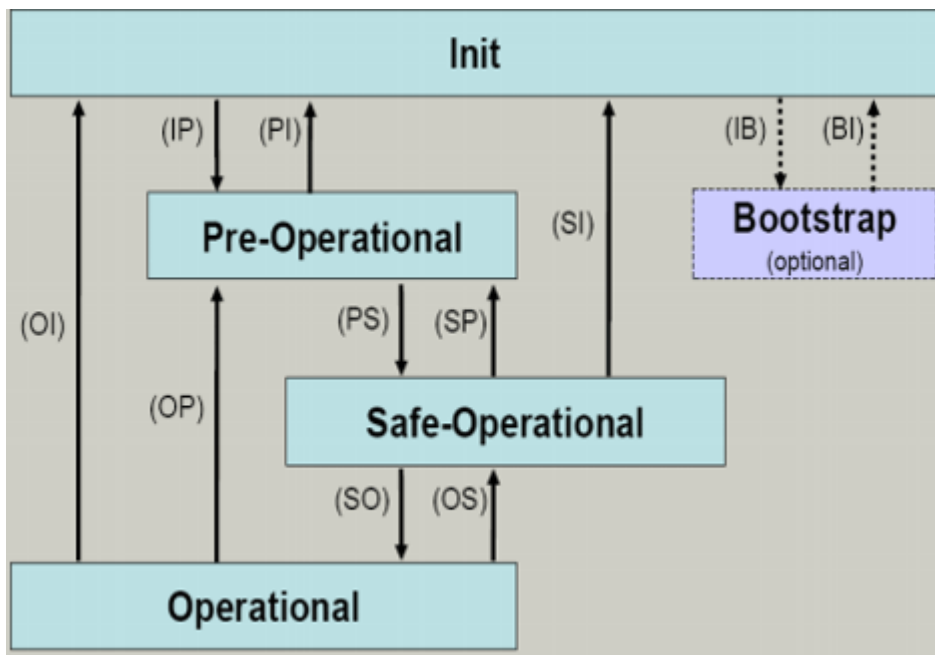 Init
(IP)
(PI)
(IB)
(BI)
Pre-Operational
(SI)
Bootstrap
(optional)
(OI)
(PS)
(SP)
(OP)
Safe-Operational
(SO)
(OS)
Operational